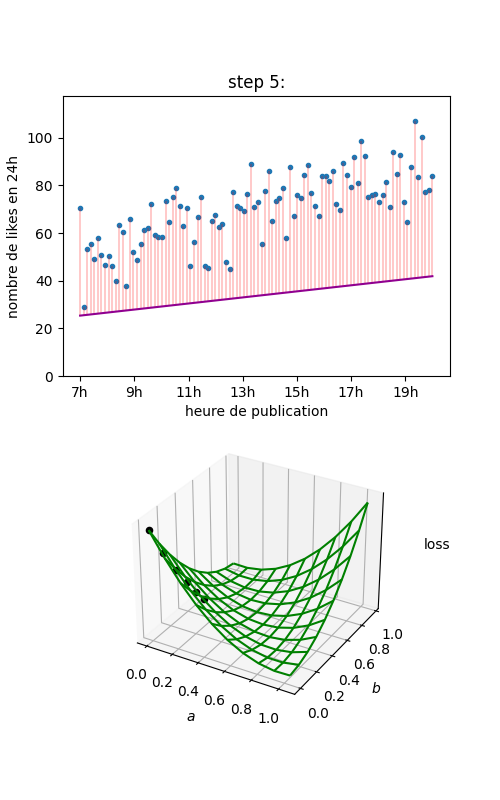 step 5:
nombre de likes en 24h
100
80
60
40
20
0
7h 9h 11h 13h 15h 17h 19h
heure de publication
loss
1.0
0.8
0.6
0.4
0.2
0.0
b
0.0 0.2 0.4 0.6 0.8 1.0
a